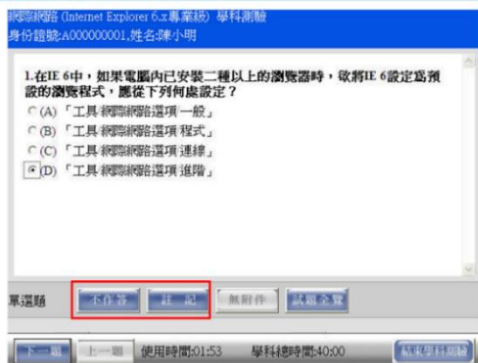 網際網路 (Internet Explorer 6.x專業級) 學科測驗
身份證號:A000000001,姓名:陳小明
1.在IE 6中，如果電腦內已安裝二種以上的瀏覽器時，欲將IE 6設定為預
設的瀏覽程式，應從下列何處設定？
(A) 「工具/網際網路選項/一般」
(B) 「工具/網際網路選項/程式」
(C) 「工具/網際網路選項/連線」
(D) 「工具/網際網路選項/進階」
單選題 不作答 註 記 無附件 試題全覽
下一題 上一題 使用時間:01:53 學科總時間:40:00 結束學科測驗